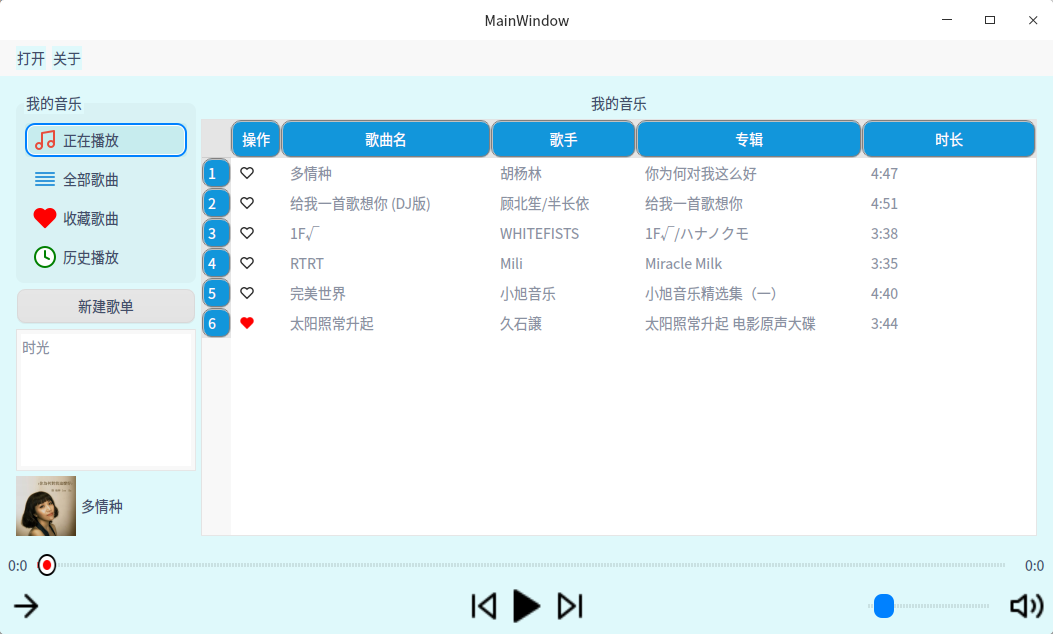 MainWindow
打开 关于
我的音乐
正在播放
全部歌曲
收藏歌曲
历史播放
新建歌单
时光
多情种
我的音乐
操作 歌曲名 歌手 专辑 时长
1 多情种 胡杨林 你为何对我这么好 4:47
2 给我一首歌想你 (DJ版) 顾北笙/半长依 给我一首歌想你 4:51
3 1F√ WHITEFISTS 1F√/ハナノクモ 3:38
4 RTRT Mili Miracle Milk 3:35
5 完美世界 小旭音乐 小旭音乐精选集（一） 4:40
6 太阳照常升起 久石譲 太阳照常升起 电影原声大碟 3:44
0:0 0:0